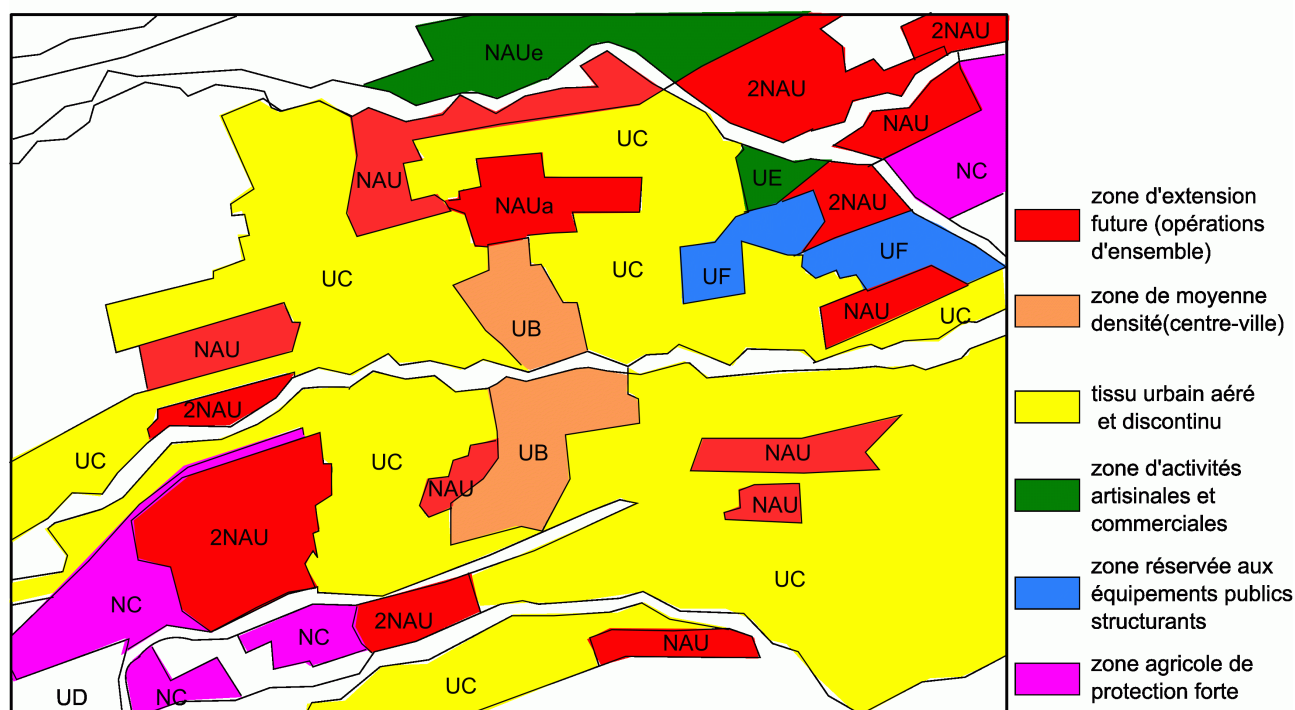 2NAU
NAUe
2NAU
NAU
UC
NC
NAU
UE
2NAU
NAUa
UF
UC
UC
UF
NAU
UC
UB
NAU
2NAU
UB
NAU
UC
UC
NAU
NAU
2NAU
UC
NC
2NAU
NC
NAU
UC
UD
NC
zone d'extension
future (opérations
d'ensemble)
zone de moyenne
densité(centre-ville)
tissu urbain aéré
et discontinu
zone d'activités
artisinales et
commerciales
zone réservée aux
équipements publics
structurants
zone agricole de
protection forte